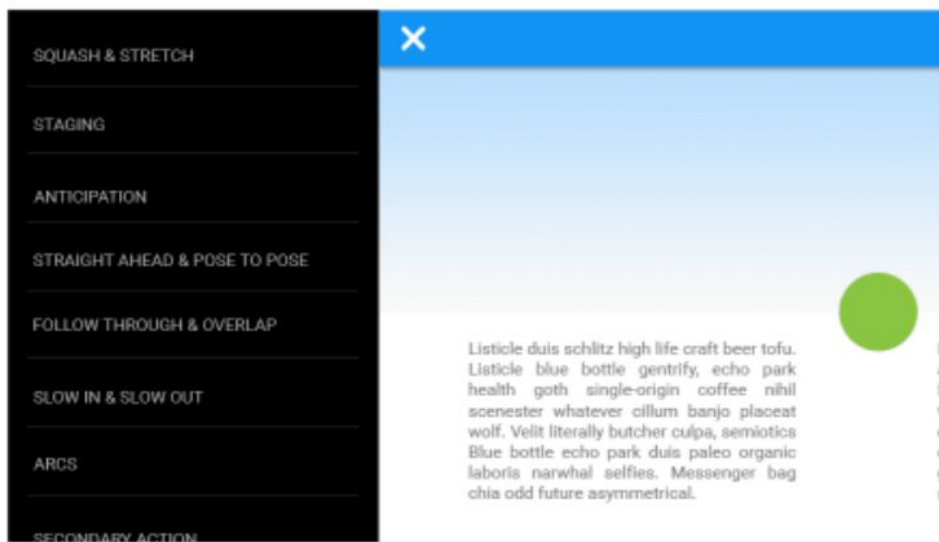 SQUASH & STRETCH
STAGING
ANTICIPATION
STRAIGHT AHEAD & POSE TO POSE
FOLLOW THROUGH & OVERLAP
SLOW IN & SLOW OUT
ARCS
SECONDARY ACTION
Listicle duis schlitz high life craft beer tofu.
Listicle blue bottle gentrify, echo park
health goth single-origin coffee nihil
scenester whatever cillum banjo placeat
wolf. Velit literally butcher culpa, semiotics
Blue bottle echo park duis paleo organic
laboris narwhal selfies. Messenger bag
chia odd future asymmetrical.